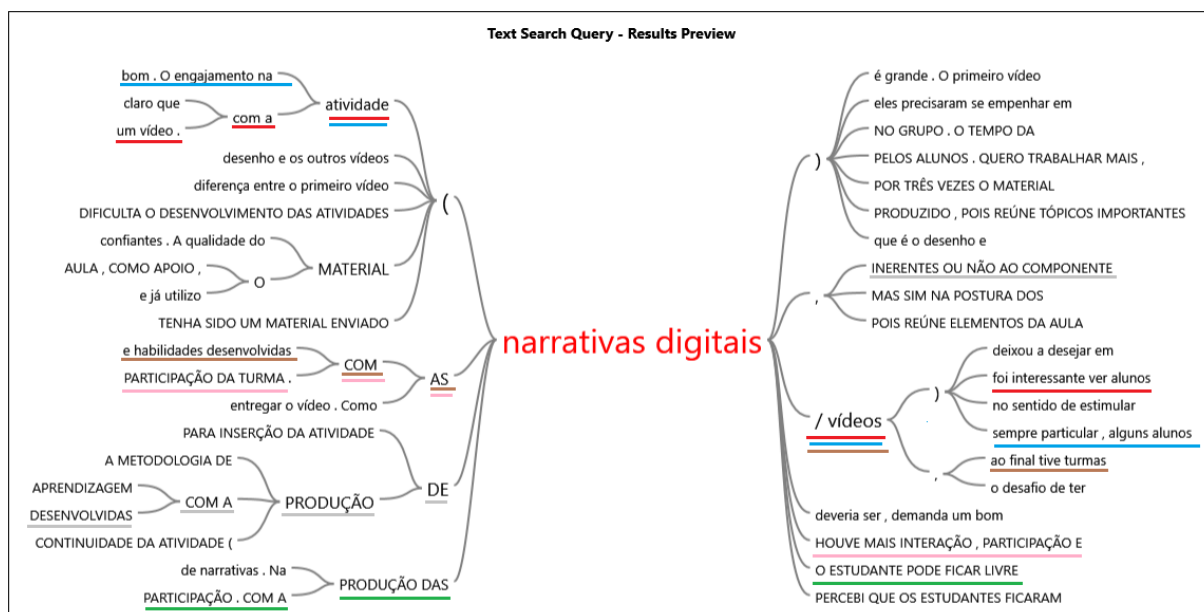 Text Search Query - Results Preview
bom . O engajamento na
claro que
um vídeo .
com a
atividade
desenho e os outros vídeos
diferença entre o primeiro vídeo
DIFICULTA O DESENVOLVIMENTO DAS ATIVIDADES
(
confiantes . A qualidade do
AULA , COMO APOIO ,
e já utilizo
O
MATERIAL
TENHA SIDO UM MATERIAL ENVIADO
e habilidades desenvolvidas
PARTICIPAÇÃO DA TURMA .
COM
AS
entregar o vídeo . Como
PARA INSERÇÃO DA ATIVIDADE
A METODOLOGIA DE
APRENDIZAGEM
DESENVOLVIDAS
COM A
PRODUÇÃO
DE
CONTINUIDADE DA ATIVIDADE (
de narrativas . Na
PARTICIPAÇÃO . COM A
PRODUÇÃO DAS
narrativas digitais
)
é grande . O primeiro vídeo
eles precisaram se empenhar em
NO GRUPO . O TEMPO DA
PELOS ALUNOS . QUERO TRABALHAR MAIS ,
POR TRÊS VEZES O MATERIAL
PRODUZIDO , POIS REÚNE TÓPICOS IMPORTANTES
que é o desenho e
,
INERENTES OU NÃO AO COMPONENTE
MAS SIM NA POSTURA DOS
POIS REÚNE ELEMENTOS DA AULA
/ vídeos
)
deixou a desejar em
foi interessante ver alunos
no sentido de estimular
sempre particular , alguns alunos
,
ao final tive turmas
o desafio de ter
deveria ser , demanda um bom
HOUVE MAIS INTERAÇÃO , PARTICIPAÇÃO E
O ESTUDANTE PODE FICAR LIVRE
PERCEBI QUE OS ESTUDANTES FICARAM